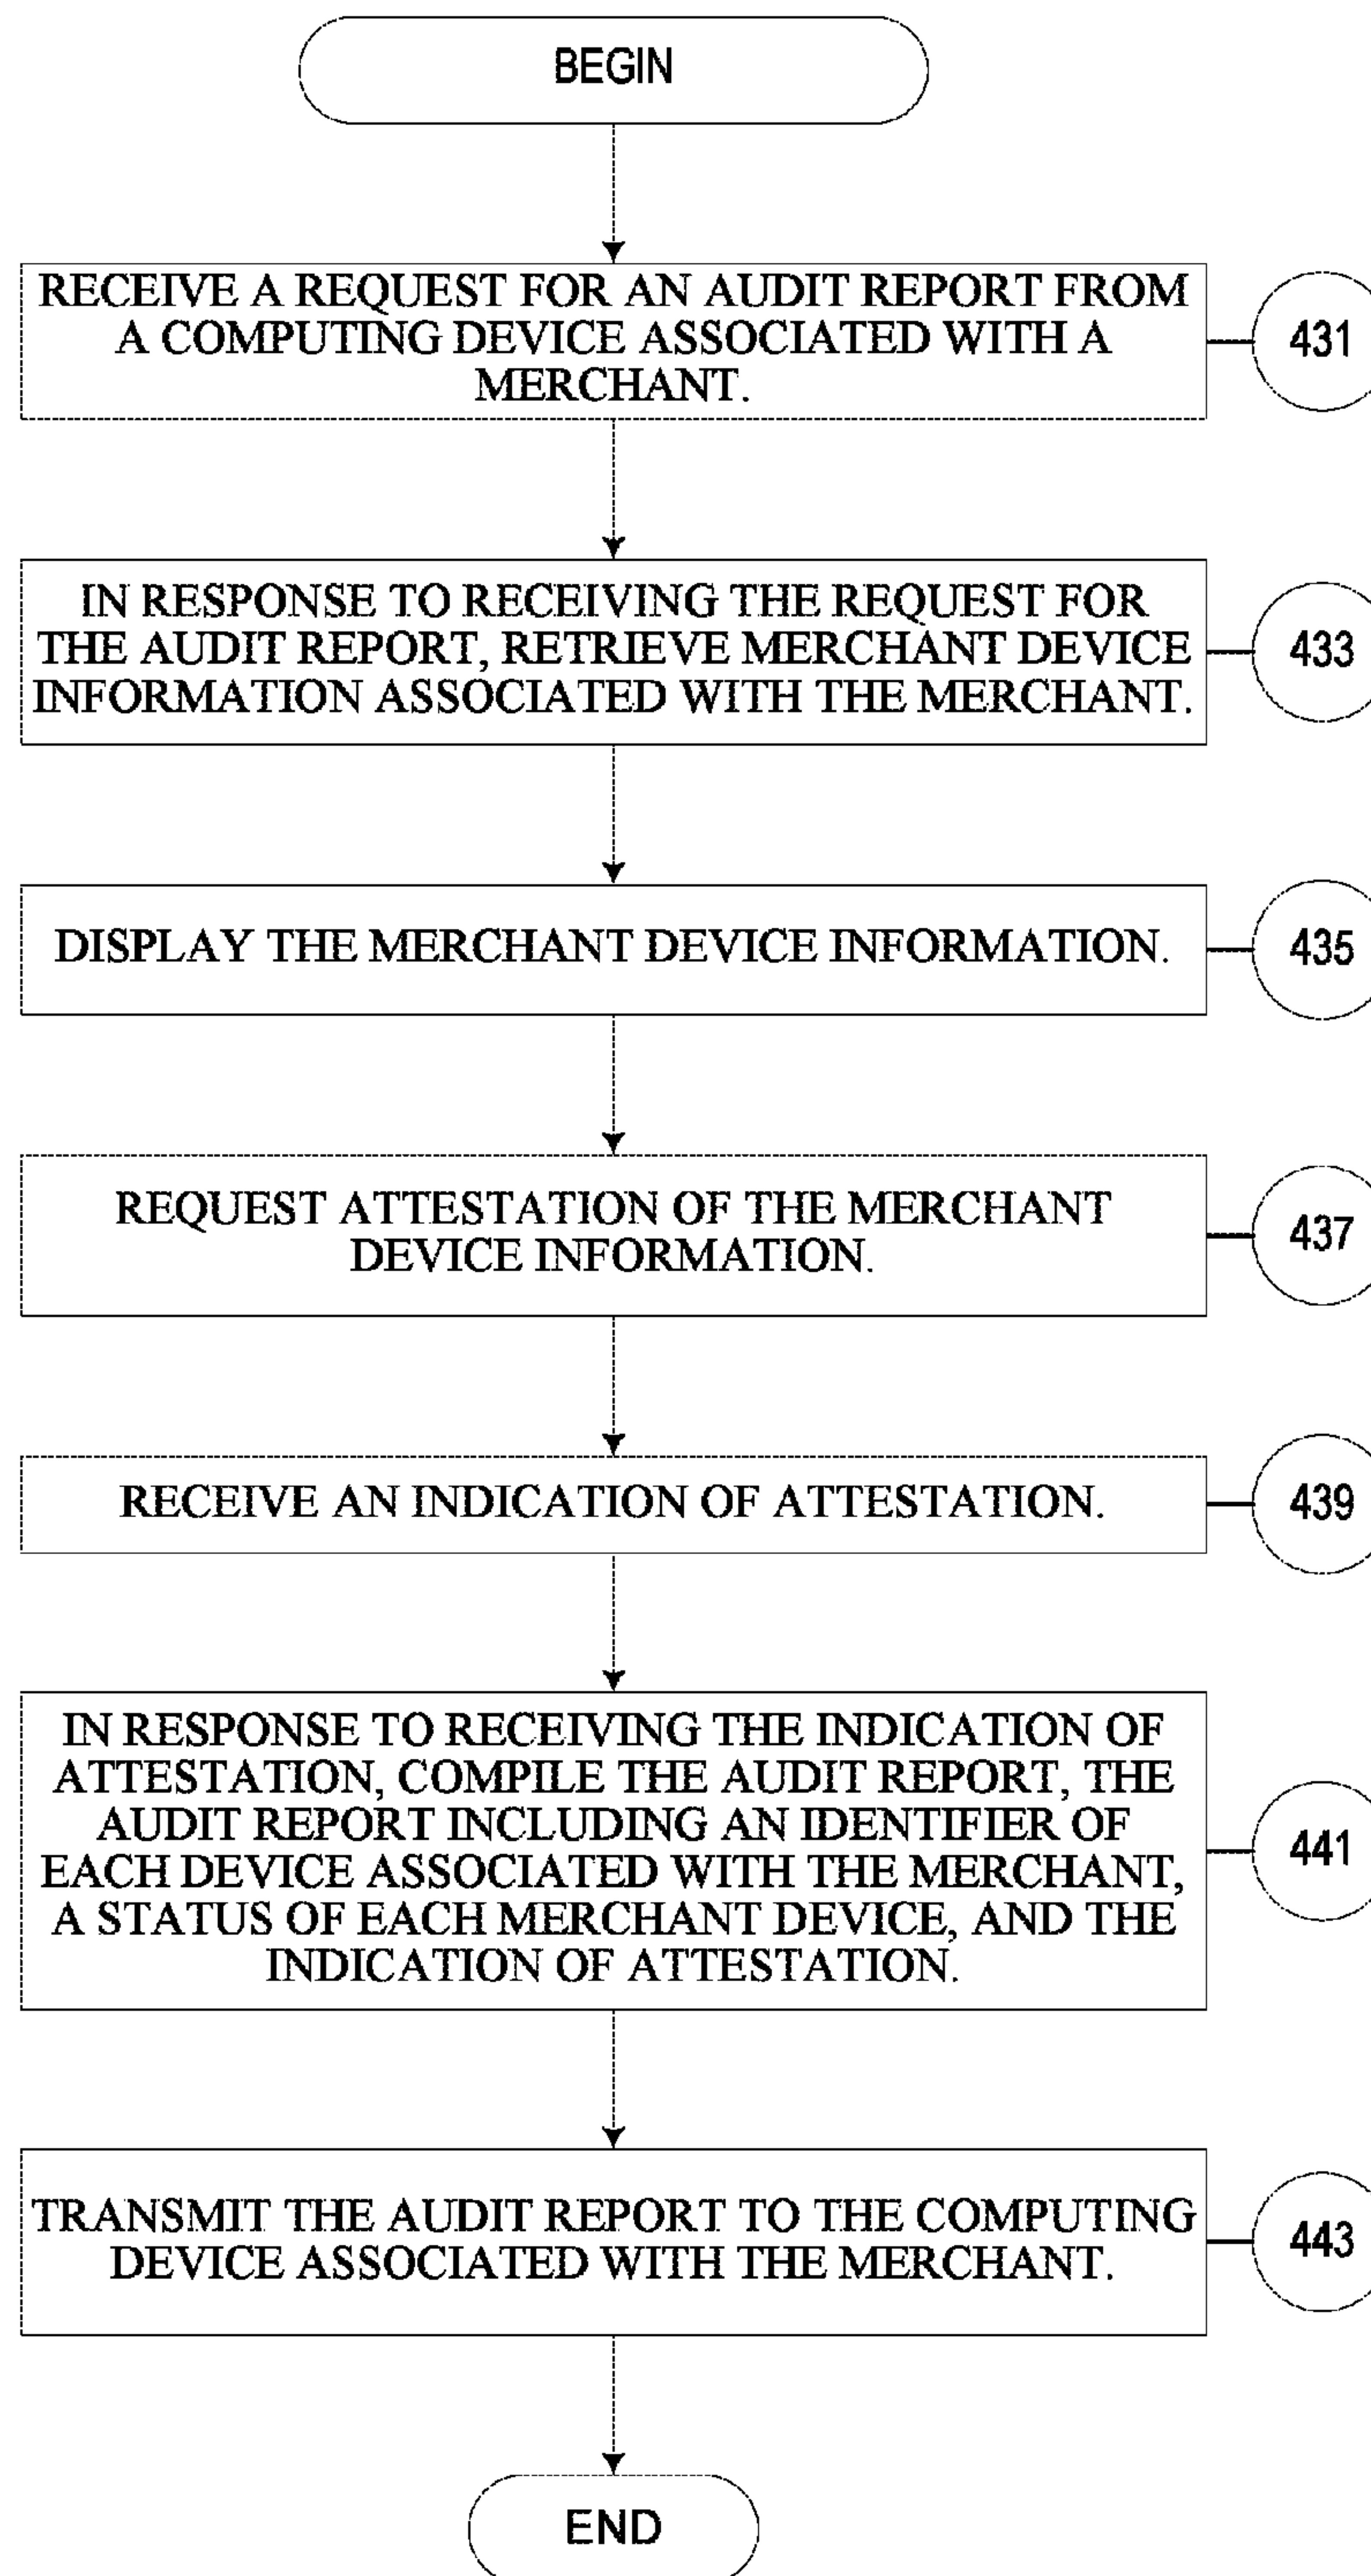 BEGIN
RECEIVE A REQUEST FOR AN AUDIT REPORT FROM
A COMPUTING DEVICE ASSOCIATED WITH A
MERCHANT.
431
IN RESPONSE TO RECEIVING THE REQUEST FOR
THE AUDIT REPORT, RETRIEVE MERCHANT DEVICE
INFORMATION ASSOCIATED WITH THE MERCHANT.
433
DISPLAY THE MERCHANT DEVICE INFORMATION.
435
REQUEST ATTESTATION OF THE MERCHANT
DEVICE INFORMATION.
437
RECEIVE AN INDICATION OF ATTESTATION.
439
IN RESPONSE TO RECEIVING THE INDICATION OF
ATTESTATION, COMPILE THE AUDIT REPORT, THE
AUDIT REPORT INCLUDING AN IDENTIFIER OF
EACH DEVICE ASSOCIATED WITH THE MERCHANT,
A STATUS OF EACH MERCHANT DEVICE, AND THE
INDICATION OF ATTESTATION.
441
TRANSMIT THE AUDIT REPORT TO THE COMPUTING
DEVICE ASSOCIATED WITH THE MERCHANT.
443
END